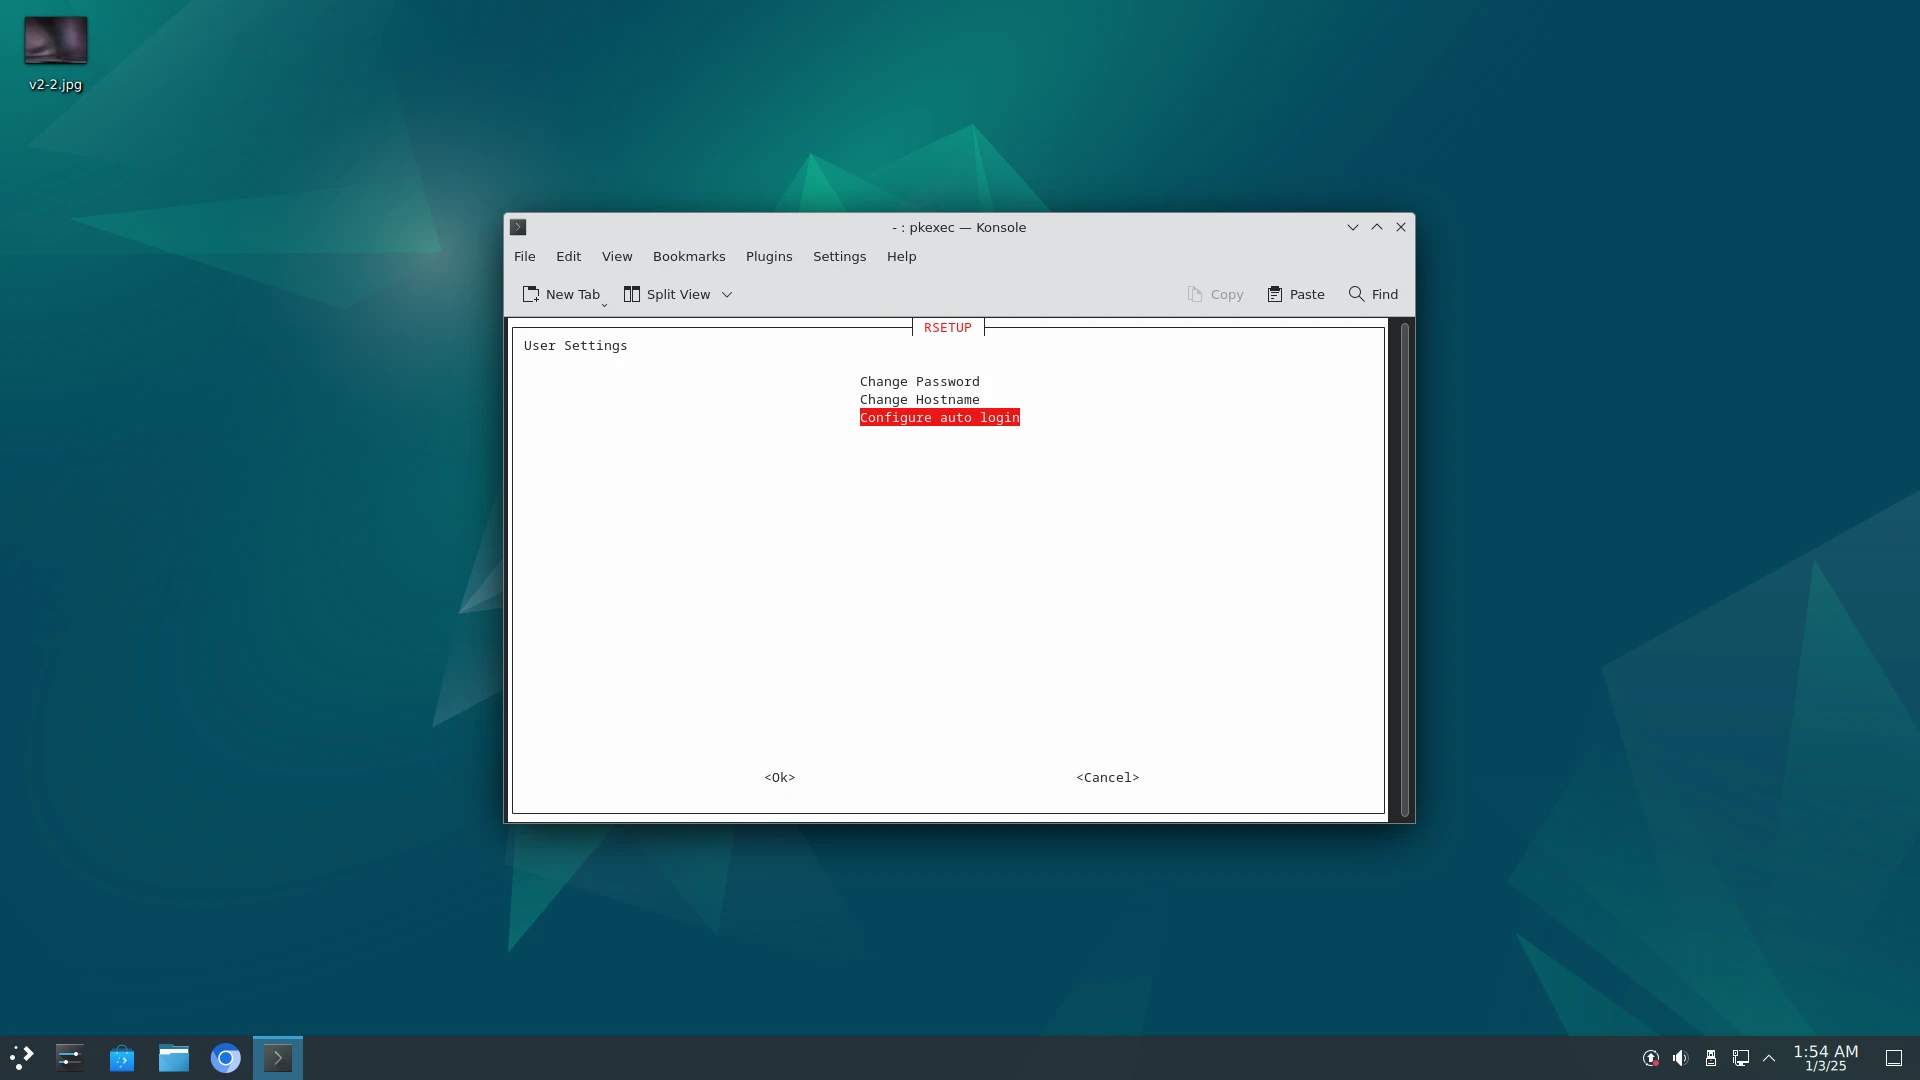 v2-2.jpg
- : pkexec — Konsole
File Edit View Bookmarks Plugins Settings Help
New Tab Split View Copy Paste Find
RSETUP
User Settings
Change Password
Change Hostname
Configure auto login
<Ok> <Cancel>
1:54 AM
1/3/25